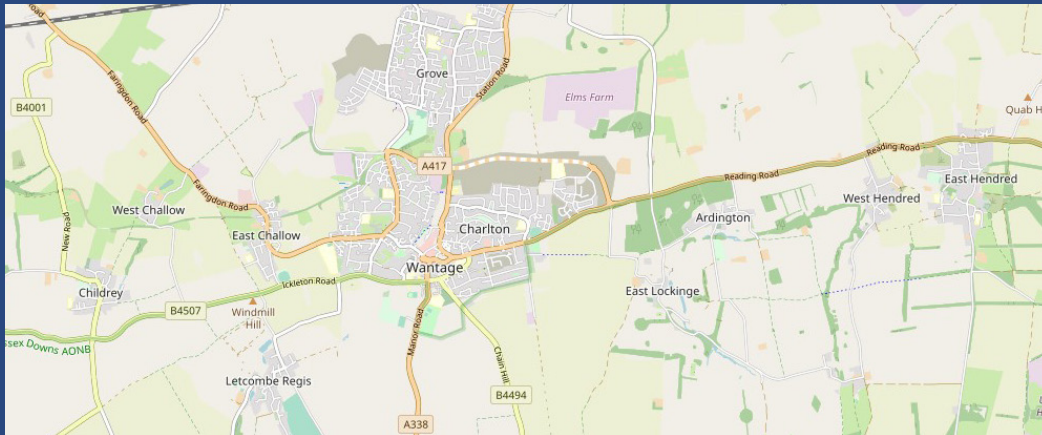 Grove
Station Road
Faringdon Road
B4001
Elms Farm
Quab H
A417
Reading Road
Reading Road
East Hendred
Faringdon Road
West Challow
West Hendred
New Road
East Challow
Charlton
Ardington
Wantage
Childrey
Ickleton Road
East Lockinge
B4507
Windmill
Hill
Manor Road
ssex Downs AONB
Chain Hill
Letcombe Regis
B4494
A338